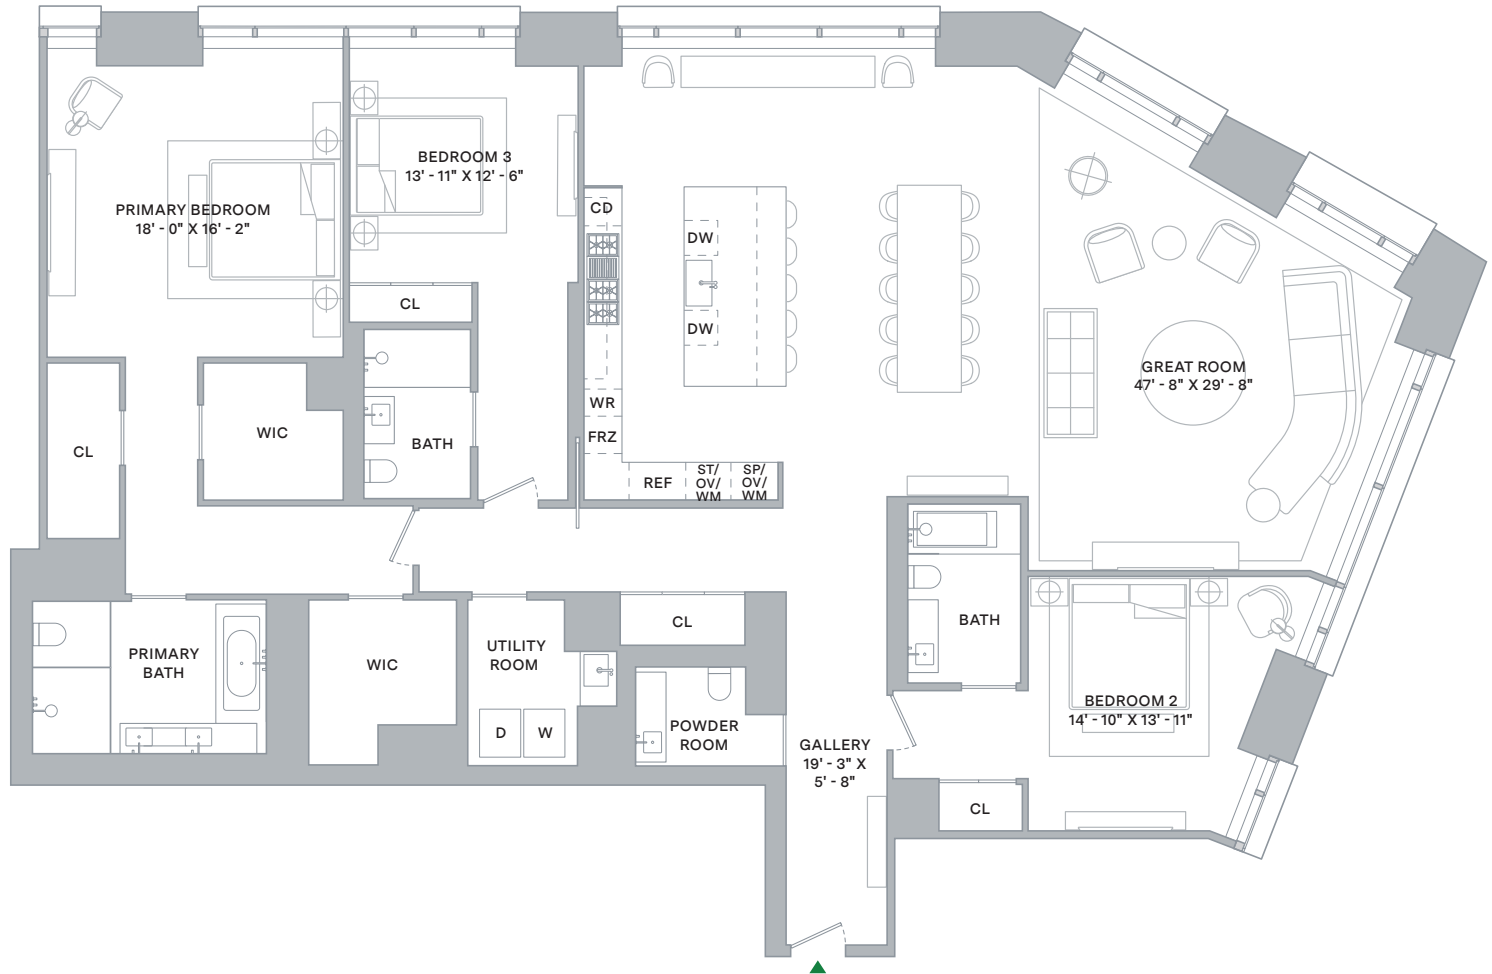 BEDROOM 3
13' - 11" X 12' - 6"
PRIMARY BEDROOM
18' - 0" X 16' - 2"
CD
DW
DW
CL
GREAT ROOM
47' - 8" X 29' - 8"
WR
FRZ
CL
WIC
BATH
REF
ST/
OV/
WM
SP/
OV/
WM
PRIMARY
BATH
WIC
UTILITY
ROOM
CL
BATH
D
W
POWDER
ROOM
GALLERY
19' - 3" X
5' - 8"
BEDROOM 2
14' - 10" X 13' - 11"
CL